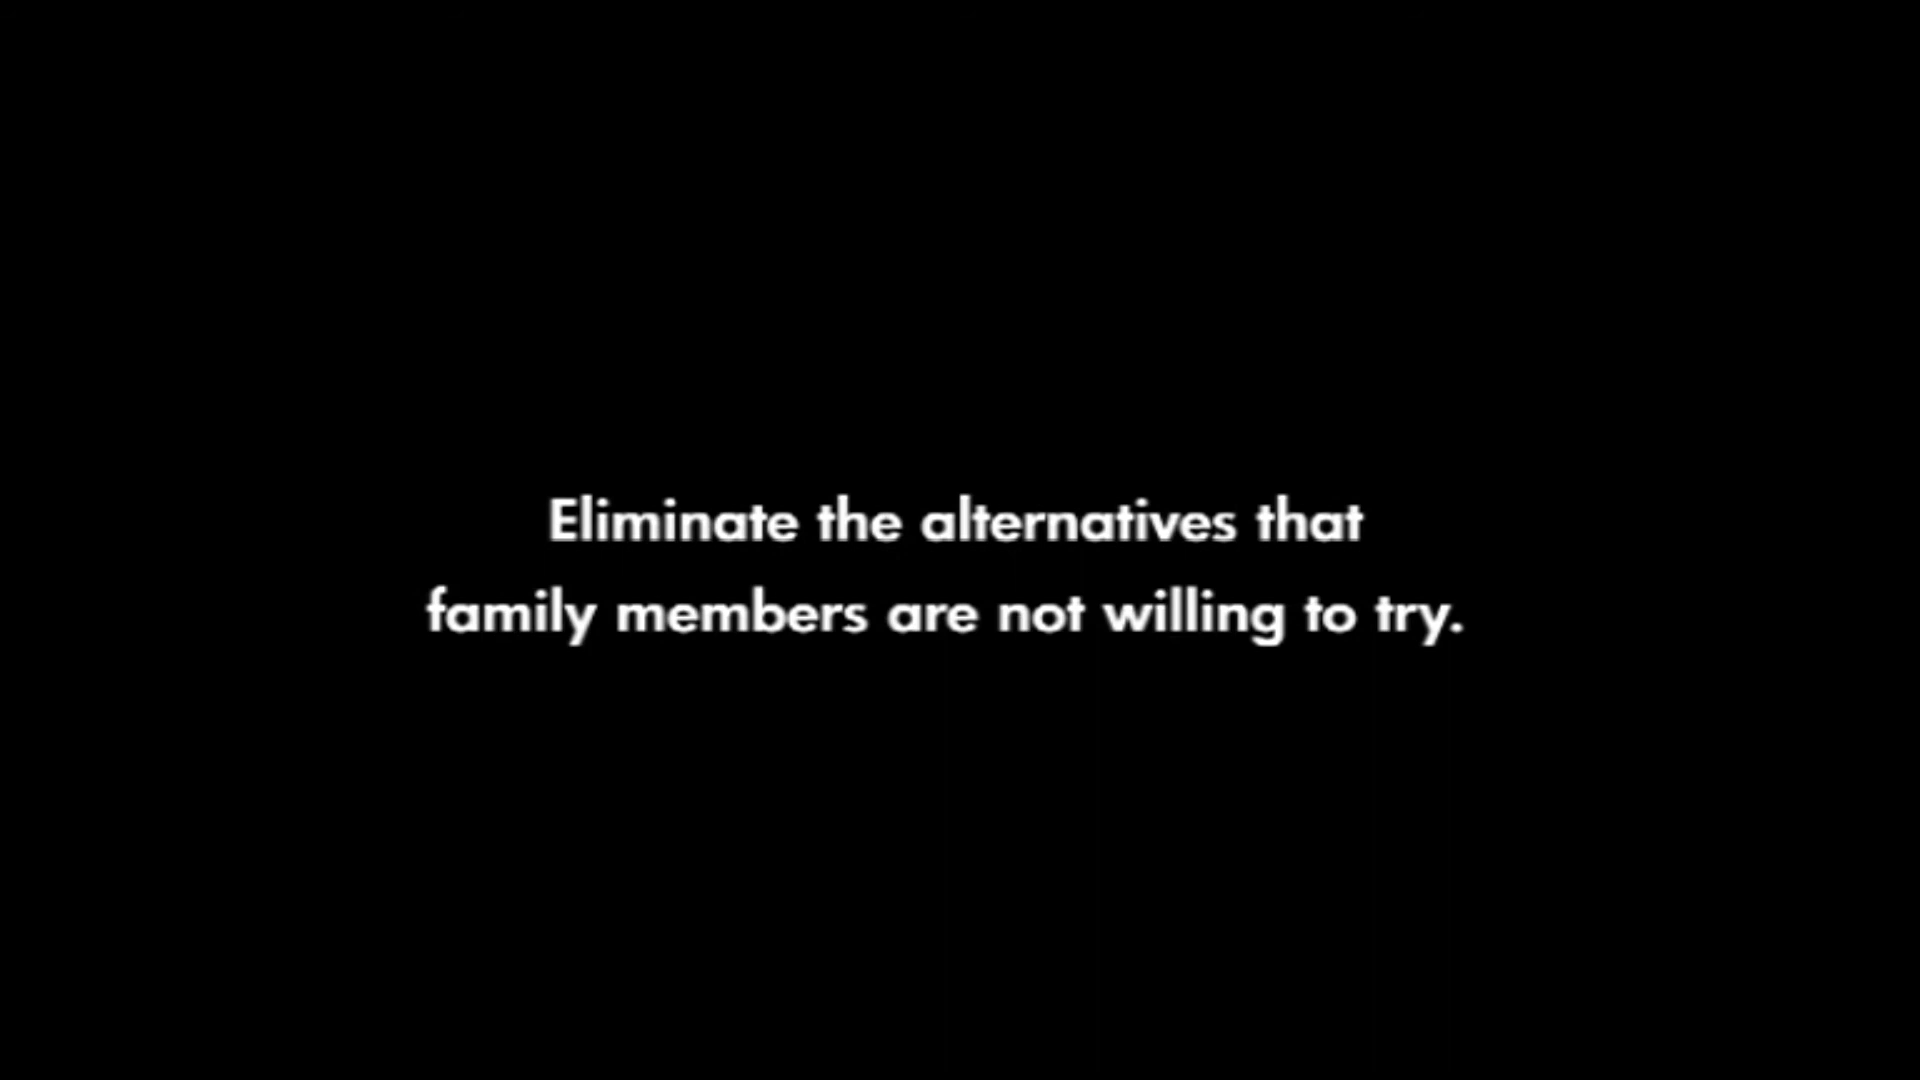 Eliminate the alternatives that
family members are not willing to try.